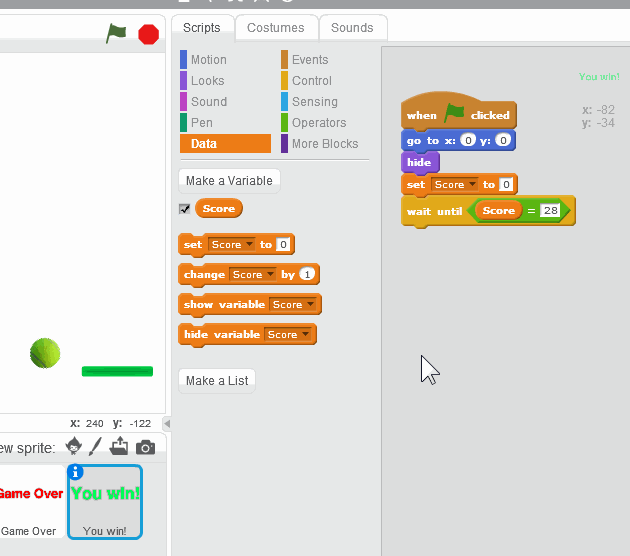 Scripts Costumes Sounds
Motion Events
Looks Control
Sound Sensing
Pen Operators
Data More Blocks
Make a Variable
Score
set Score to 0
change Score by 1
show variable Score
hide variable Score
Make a List
You win!
x: -82
y: -34
when clicked
go to x: 0 y: 0
hide
set Score to 0
wait until Score = 28
x: 240 y: -122
ew sprite:
Game Over You win!
Game Over You win!